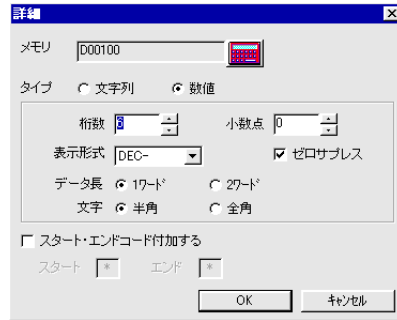 詳細
メモリ D00100
タイプ 文字列 数値
桁数 6 小数点 0
表示形式 DEC- ゼロサプレス
データ長 1ワード 2ワード
文字 半角 全角
スタート・エンドコード付加する
スタート * エンド *
OK キャンセル